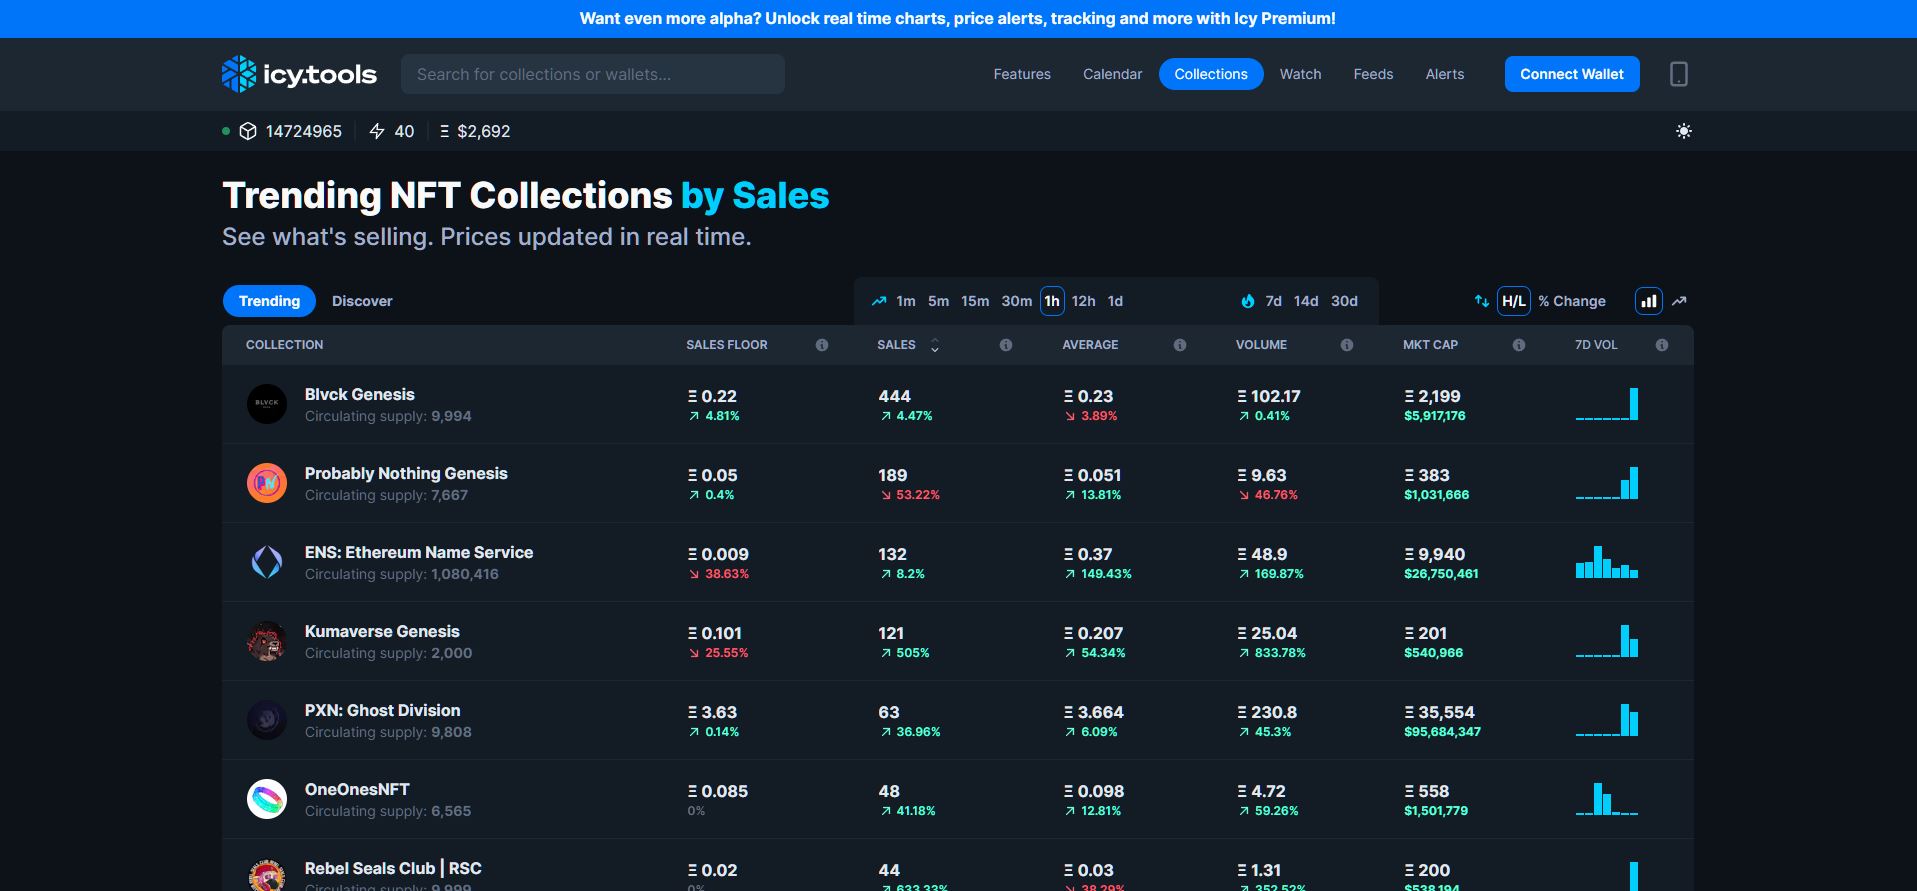 Want even more alpha? Unlock real time charts, price alerts, tracking and more with Icy Premium!
icy.tools Search for collections or wallets... Features Calendar Collections Watch Feeds Alerts Connect Wallet
14724965 40 Ξ $2,692
Trending NFT Collections by Sales
See what's selling. Prices updated in real time.
Trending Discover 1m 5m 15m 30m 1h 12h 1d 7d 14d 30d H/L % Change
COLLECTION SALES FLOOR SALES AVERAGE VOLUME MKT CAP 7D VOL
BLVCK
Blvck Genesis Ξ 0.22 444 Ξ 0.23 Ξ 102.17 Ξ 2,199
Circulating supply: 9,994 4.81% 4.47% 3.89% 0.41% $5,917,176
Probably Nothing Genesis Ξ 0.05 189 Ξ 0.051 Ξ 9.63 Ξ 383
Circulating supply: 7,667 0.4% 53.22% 13.81% 46.76% $1,031,666
ENS: Ethereum Name Service Ξ 0.009 132 Ξ 0.37 Ξ 48.9 Ξ 9,940
Circulating supply: 1,080,416 38.63% 8.2% 149.43% 169.87% $26,750,461
Kumaverse Genesis Ξ 0.101 121 Ξ 0.207 Ξ 25.04 Ξ 201
Circulating supply: 2,000 25.55% 505% 54.34% 833.78% $540,966
PXN: Ghost Division Ξ 3.63 63 Ξ 3.664 Ξ 230.8 Ξ 35,554
Circulating supply: 9,808 0.14% 36.96% 6.09% 45.3% $95,684,347
OneOnesNFT Ξ 0.085 48 Ξ 0.098 Ξ 4.72 Ξ 558
Circulating supply: 6,565 0% 41.18% 12.81% 59.26% $1,501,779
Rebel Seals Club | RSC Ξ 0.02 44 Ξ 0.03 Ξ 1.31 Ξ 200
Circulating supply: 9,999 0% 633.33% 38.29% 352.52% $538,194